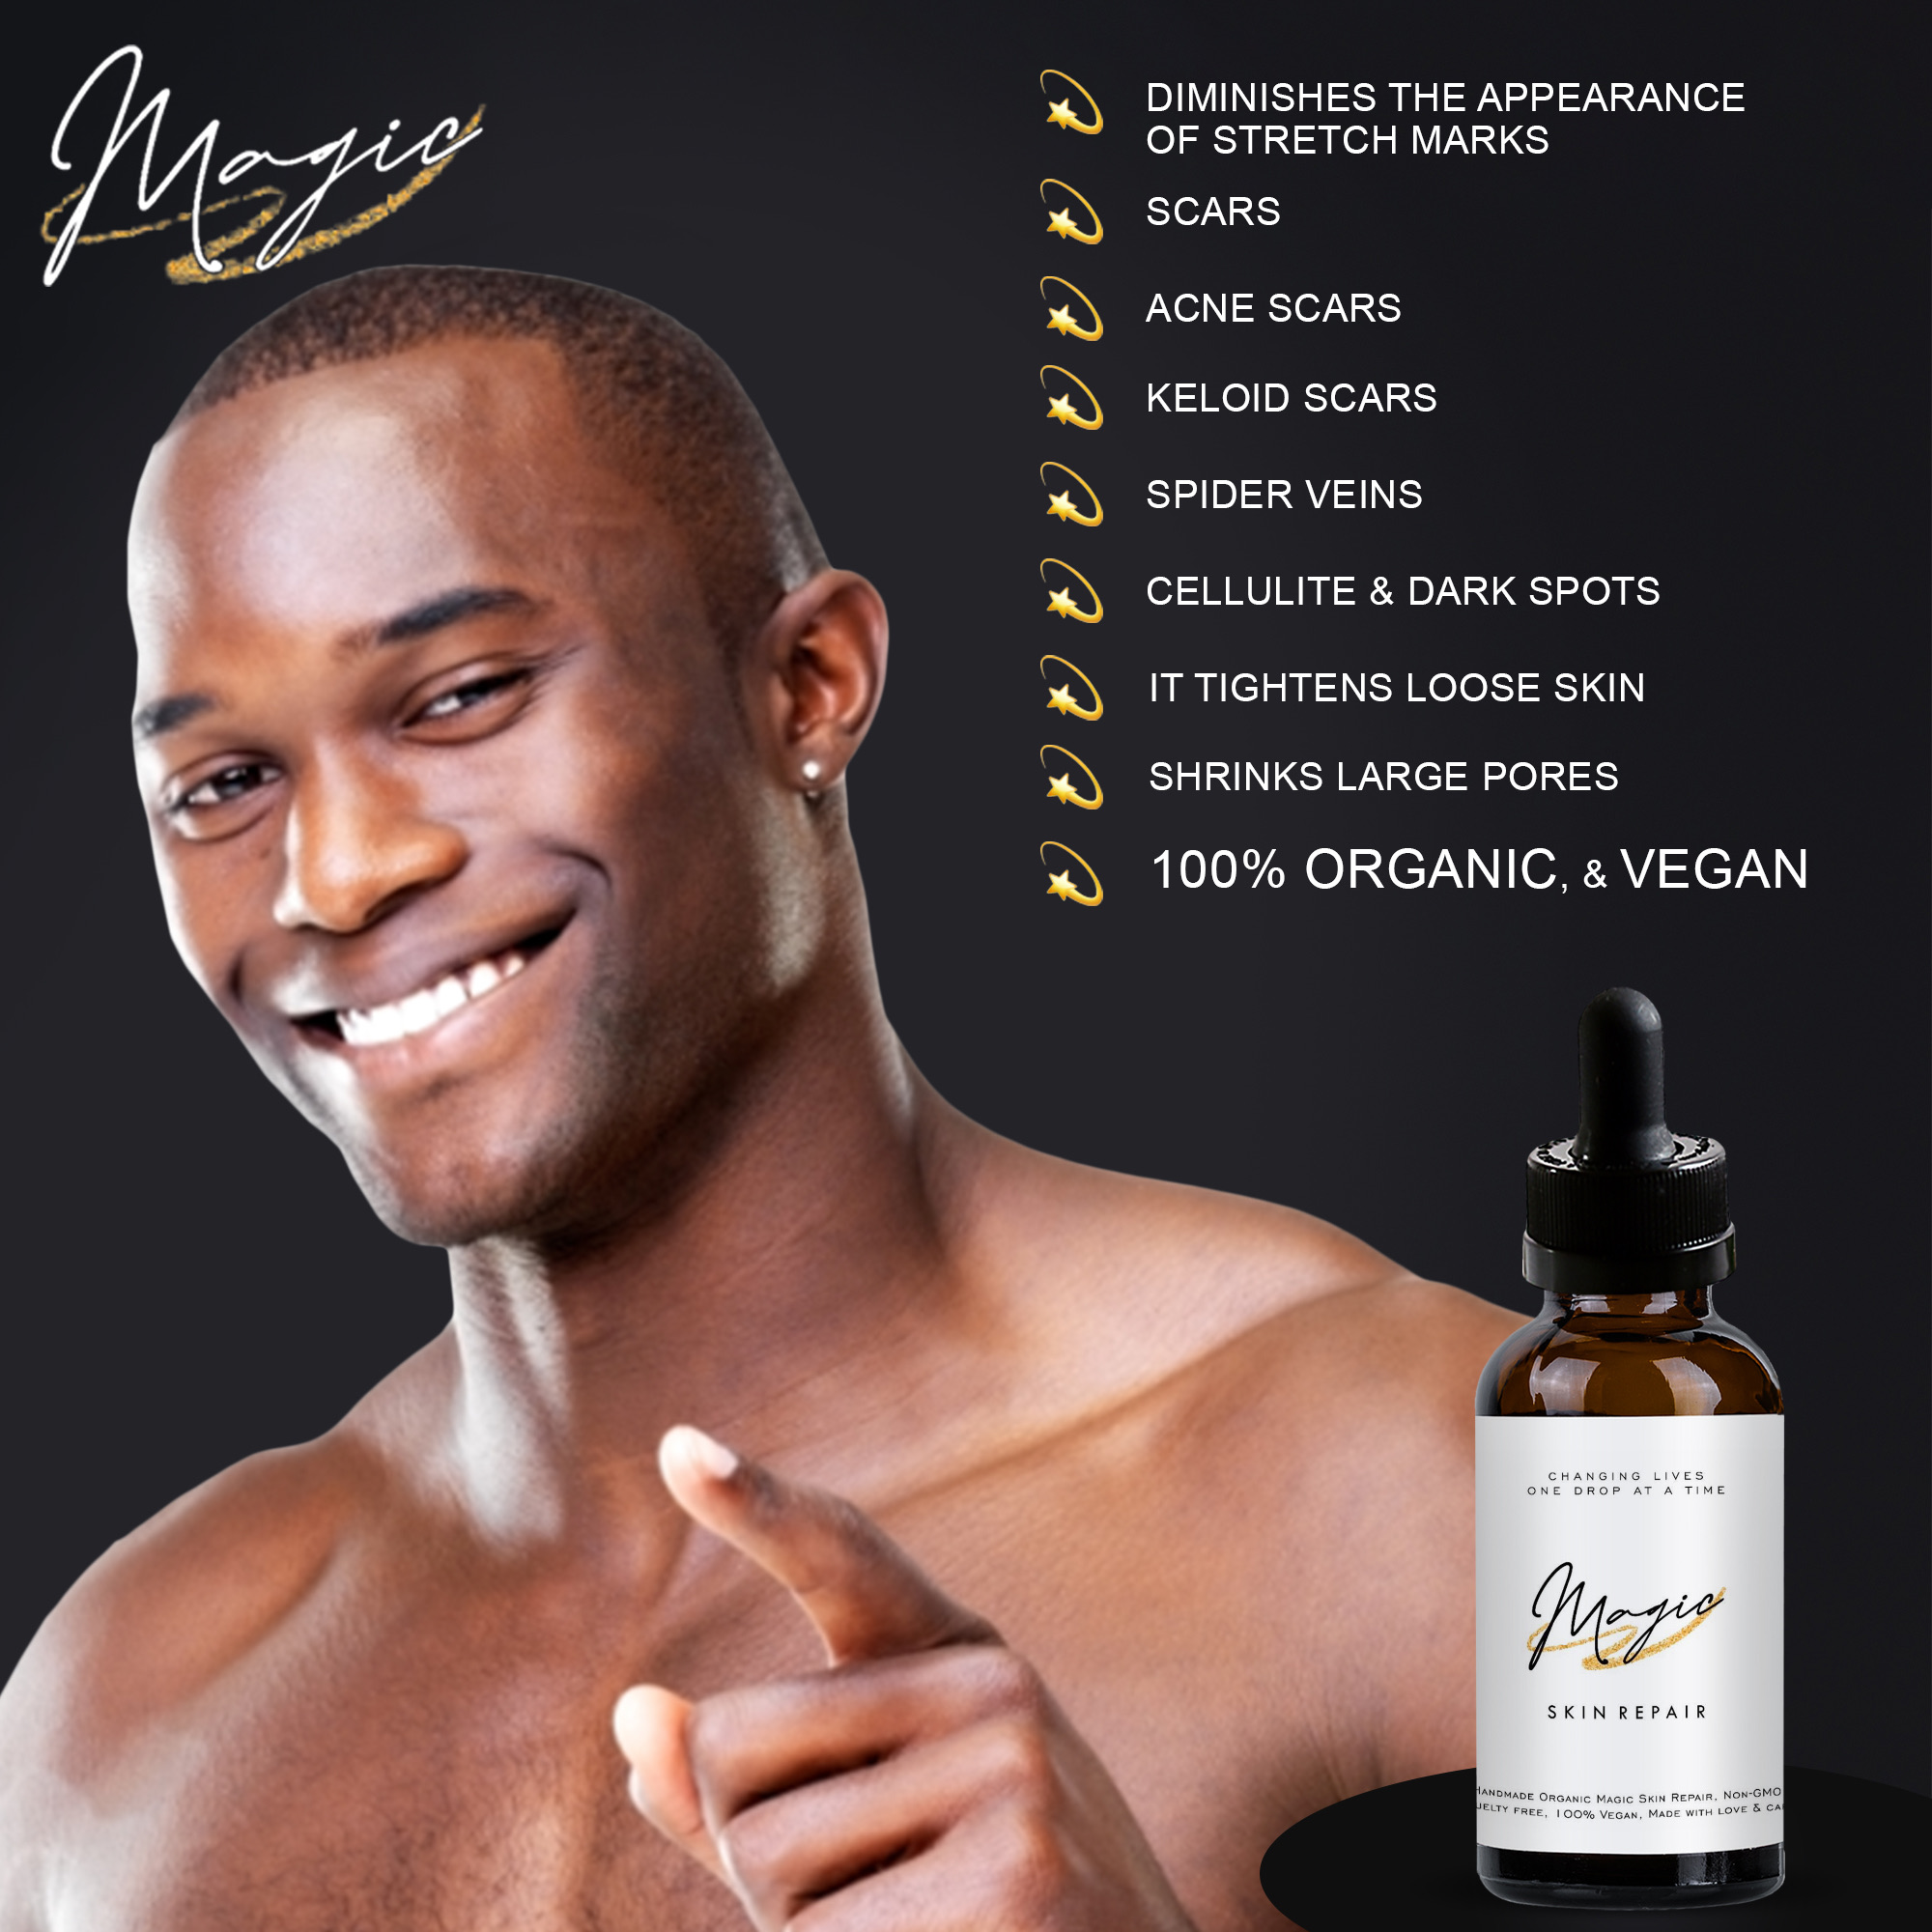 Magic
DIMINISHES THE APPEARANCE
OF STRETCH MARKS
SCARS
ACNE SCARS
KELOID SCARS
SPIDER VEINS
CELLULITE & DARK SPOTS
IT TIGHTENS LOOSE SKIN
SHRINKS LARGE PORES
100% ORGANIC, & VEGAN
CHANGING LIVES
ONE DROP AT A TIME
Magic
SKIN REPAIR
HANDMADE ORGANIC MAGIC SKIN REPAIR, NON-GMO
FREE, 100% VEGAN, MADE WITH LOVE &